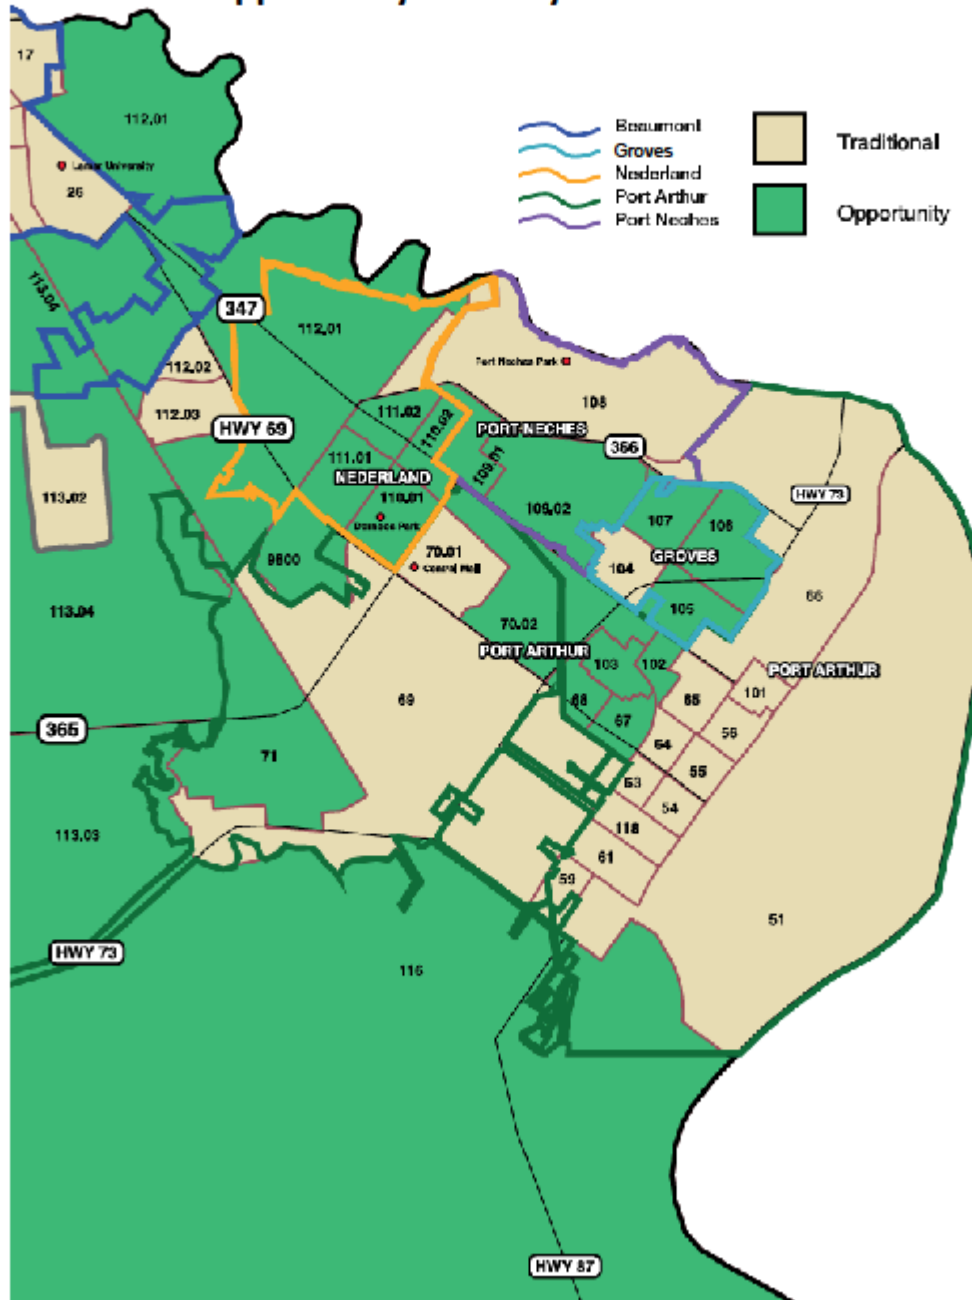 17
112.01
Beaumont
Groves
Nederland
Port Arthur
Port Neches
Traditional
Opportunity
Lamar University
26
113.04
347
112.01
112.02
112.03
Port Neches Park
108
HWY 69
111.02
110.02
PORT NECHES
366
109.01
111.01
NEDERLAND
110.01
113.02
HWY 73
109.02
107
106
70.01
Central Mall
GROVES
104
9800
105
66
113.04
70.02
PORT ARTHUR
103
102
PORT ARTHUR
101
69
68
65
67
56
64
365
71
55
63
54
118
113.03
61
59
51
HWY 73
116
HWY 87